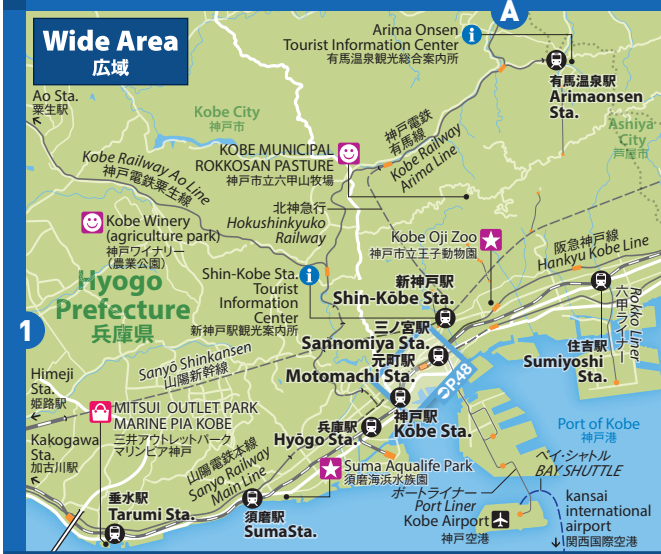 A
Wide Area
広域
Arima Onsen
Tourist Information Center
有馬温泉観光総合案内所
有馬温泉駅
Arimaonsen
Sta.
Ao Sta.
粟生駅
Kobe City
神戸市
Ashiya
City
芦屋市
神戸電鉄
有馬線
Kobe Railway
Arima Line
KOBE MUNICIPAL
ROKKOSAN PASTURE
神戸市立六甲山牧場
Kobe Railway Ao Line
神戸電鉄粟生線
北神急行
Hokushinkyuko
Railway
Kobe Winery
(agriculture park)
神戸ワイナリー
（農業公園）
Kobe Oji Zoo
神戸市立王子動物園
阪急神戸線
Hankyu Kobe Line
Hyogo
Prefecture
兵庫県
Shin-Kobe Sta.
Tourist
Information
Center
新神戸駅観光案内所
新神戸駅
Shin-Kōbe Sta.
1
三ノ宮駅
Sannomiya Sta.
元町駅
Motomachi Sta.
Rokko Liner
六甲ライナー
住吉駅
Sumiyoshi
Sta.
Sanyō Shinkansen
山陽新幹線
P.48
Himeji
Sta.
姫路駅
MITSUI OUTLET PARK
MARINE PIA KOBE
三井アウトレットパーク
マリンピア神戸
神戸駅
Kōbe Sta.
兵庫駅
Hyōgo Sta.
Port of Kobe
神戸港
Kakogawa
Sta.
加古川駅
山陽電鉄本線
Sanyo Railway
Main Line
Suma Aqualife Park
須磨海浜水族園
ベイ・シャトル
BAY SHUTTLE
ポートライナー
Port Liner
垂水駅
Tarumi Sta.
須磨駅
SumaSta.
Kobe Airport
神戸空港
kansai
international
airport
関西国際空港